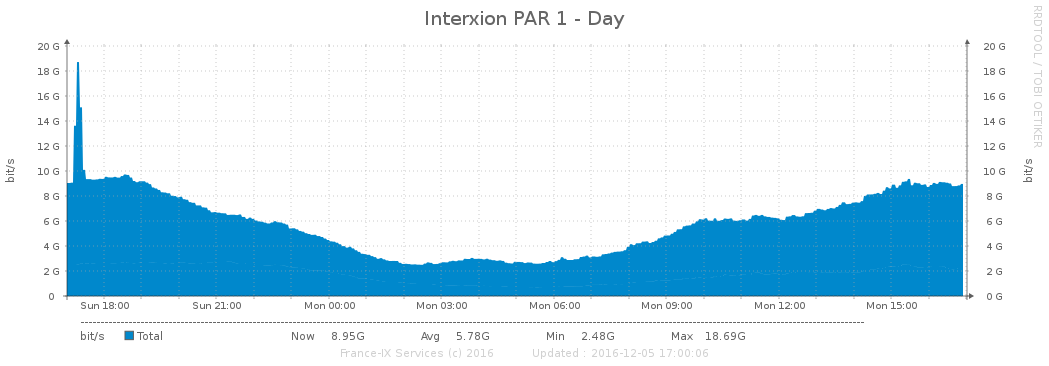 Interxion PAR 1 - Day
RRDTOOL / TOBI OETIKER
20 G 20 G
18 G 18 G
16 G 16 G
14 G 14 G
12 G 12 G
10 G 10 G
8 G 8 G
6 G 6 G
4 G 4 G
2 G 2 G
0 0 G
bit/s bit/s
Sun 18:00 Sun 21:00 Mon 00:00 Mon 03:00 Mon 06:00 Mon 09:00 Mon 12:00 Mon 15:00
bit/s Total Now 8.95G Avg 5.78G Min 2.48G Max 18.69G
France-IX Services (c) 2016 Updated : 2016-12-05 17:00:06